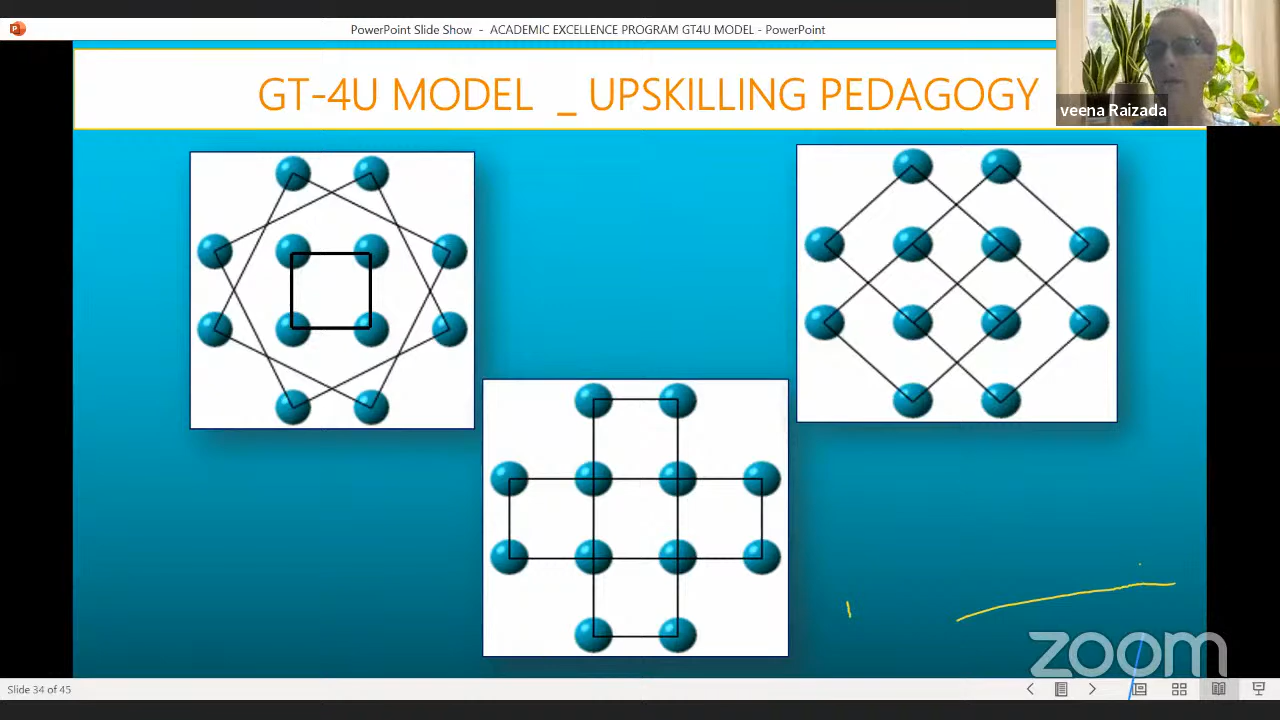 PowerPoint Slide Show - ACADEMIC EXCELLENCE PROGRAM GT4U MODEL - PowerPoint
GT-4U MODEL _ UPSKILLING PEDAGOGY
veena Raizada
zoom
Slide 34 of 45